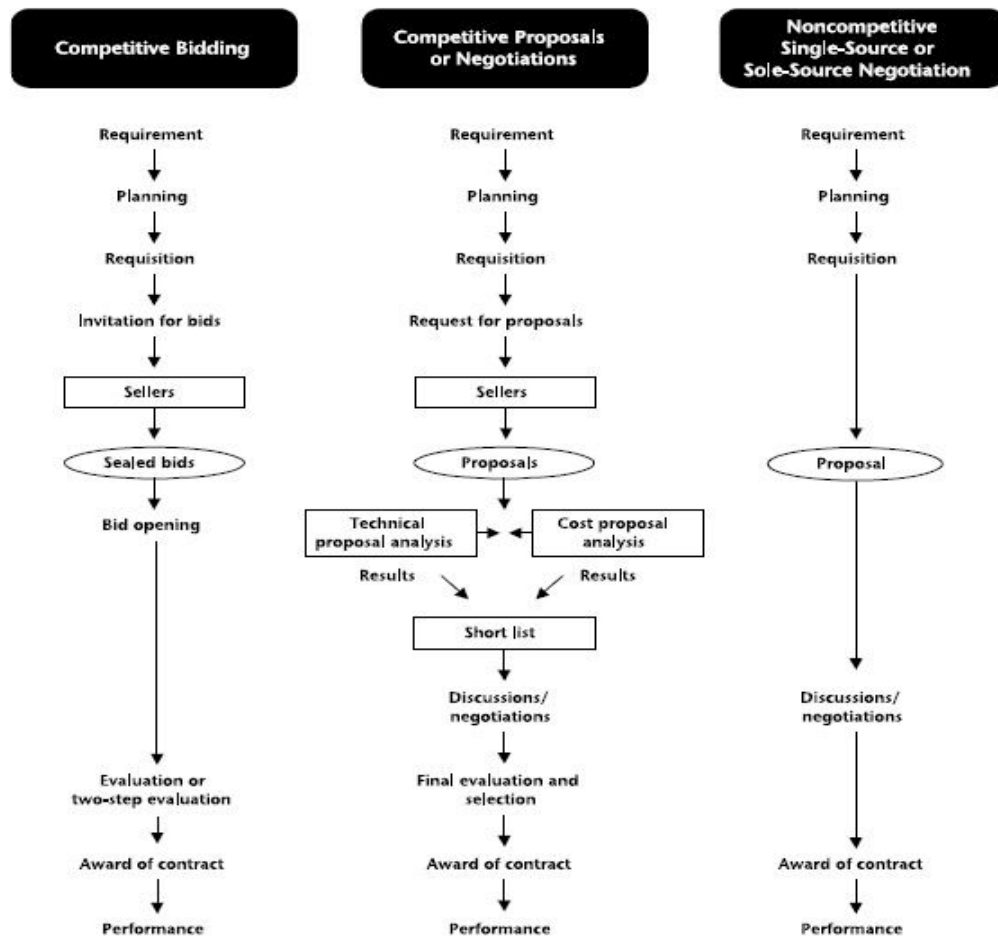 Competitive Bidding
Requirement
Planning
Requisition
Invitation for bids
Sellers
Sealed bids
Bid opening
Evaluation or
two-step evaluation
Award of contract
Performance
Competitive Proposals
or Negotiations
Requirement
Planning
Requisition
Request for proposals
Sellers
Proposals
Technical
proposal analysis
Cost proposal
analysis
Results
Results
Short list
Discussions/
negotiations
Final evaluation and
selection
Award of contract
Performance
Noncompetitive
Single-Source or
Sole-Source Negotiation
Requirement
Planning
Requisition
Proposal
Discussions/
negotiations
Award of contract
Performance